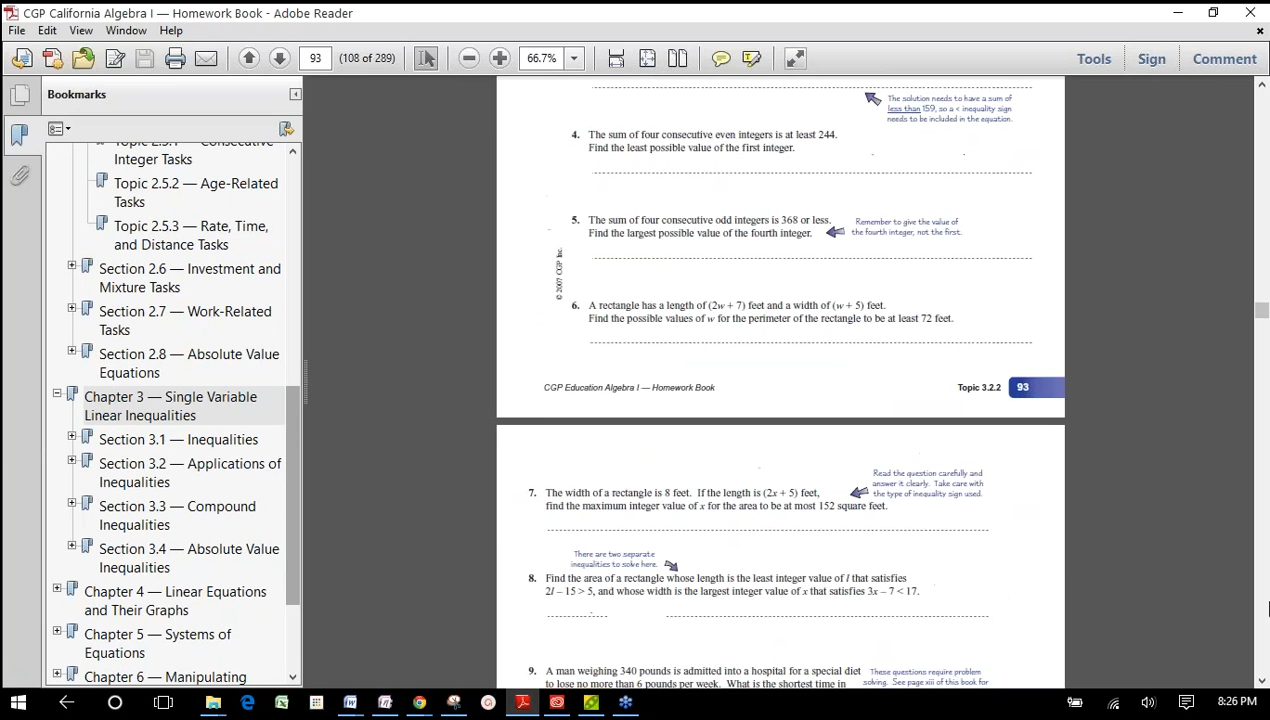 CGP California Algebra I — Homework Book - Adobe Reader
File Edit View Window Help
93 (108 of 289) 66.7% Tools Sign Comment
Bookmarks
Topic 2.5.1 — Consecutive
Integer Tasks
Topic 2.5.2 — Age-Related
Tasks
Topic 2.5.3 — Rate, Time,
and Distance Tasks
Section 2.6 — Investment and
Mixture Tasks
Section 2.7 — Work-Related
Tasks
Section 2.8 — Absolute Value
Equations
Chapter 3 — Single Variable
Linear Inequalities
Section 3.1 — Inequalities
Section 3.2 — Applications of
Inequalities
Section 3.3 — Compound
Inequalities
Section 3.4 — Absolute Value
Inequalities
Chapter 4 — Linear Equations
and Their Graphs
Chapter 5 — Systems of
Equations
Chapter 6 — Manipulating
The solution needs to have a sum of
less than 159, so a < inequality sign
needs to be included in the equation.
4. The sum of four consecutive even integers is at least 244.
Find the least possible value of the first integer.
5. The sum of four consecutive odd integers is 368 or less.
Find the largest possible value of the fourth integer.
Remember to give the value of
the fourth integer, not the first.
© 2007 CGP Inc.
6. A rectangle has a length of (2w + 7) feet and a width of (w + 5) feet.
Find the possible values of w for the perimeter of the rectangle to be at least 72 feet.
CGP Education Algebra I — Homework Book
Topic 3.2.2 93
Read the question carefully and
answer it clearly. Take care with
the type of inequality sign used.
7. The width of a rectangle is 8 feet. If the length is (2x + 5) feet,
find the maximum integer value of x for the area to be at most 152 square feet.
There are two separate
inequalities to solve here.
8. Find the area of a rectangle whose length is the least integer value of l that satisfies
2l – 15 > 5, and whose width is the largest integer value of x that satisfies 3x – 7 < 17.
9. A man weighing 340 pounds is admitted into a hospital for a special diet
to lose no more than 6 pounds per week. What is the shortest time in
These questions require problem
solving. See page xiii of this book for
8:26 PM